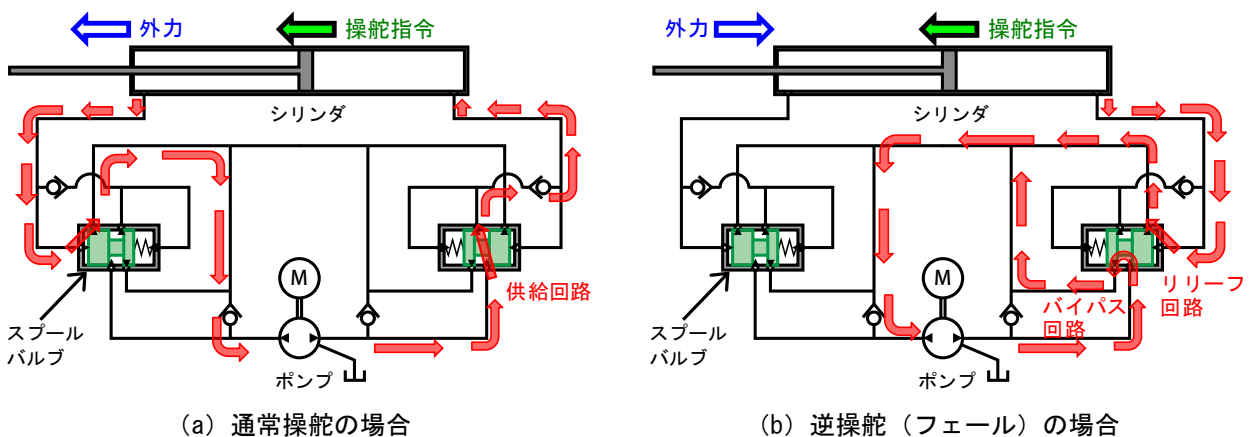 外力
操舵指令
シリンダ
M
供給回路
スプール
バルブ
ポンプ
(a) 通常操舵の場合
外力
操舵指令
シリンダ
M
バイパス
回路
リリーフ
回路
スプール
バルブ
ポンプ
(b) 逆操舵(フェール)の場合